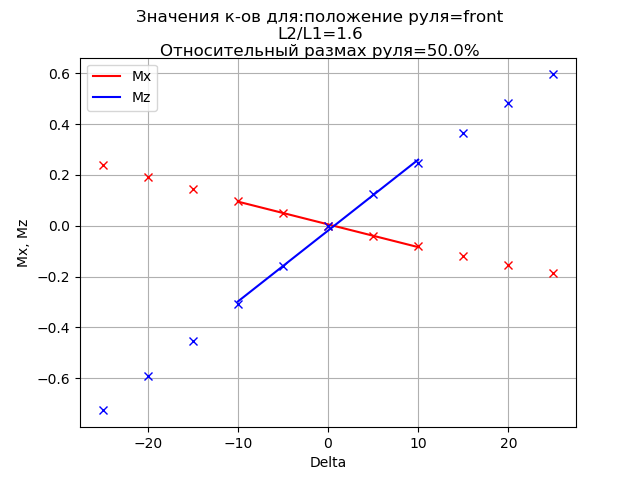 Значения к-ов для:положение руля=front
L2/L1=1.6
Относительный размах руля=50.0%
Mx
Mz
0.6
0.4
0.2
0.0
−0.2
−0.4
−0.6
Mx, Mz
−20
−10
0
10
20
Delta